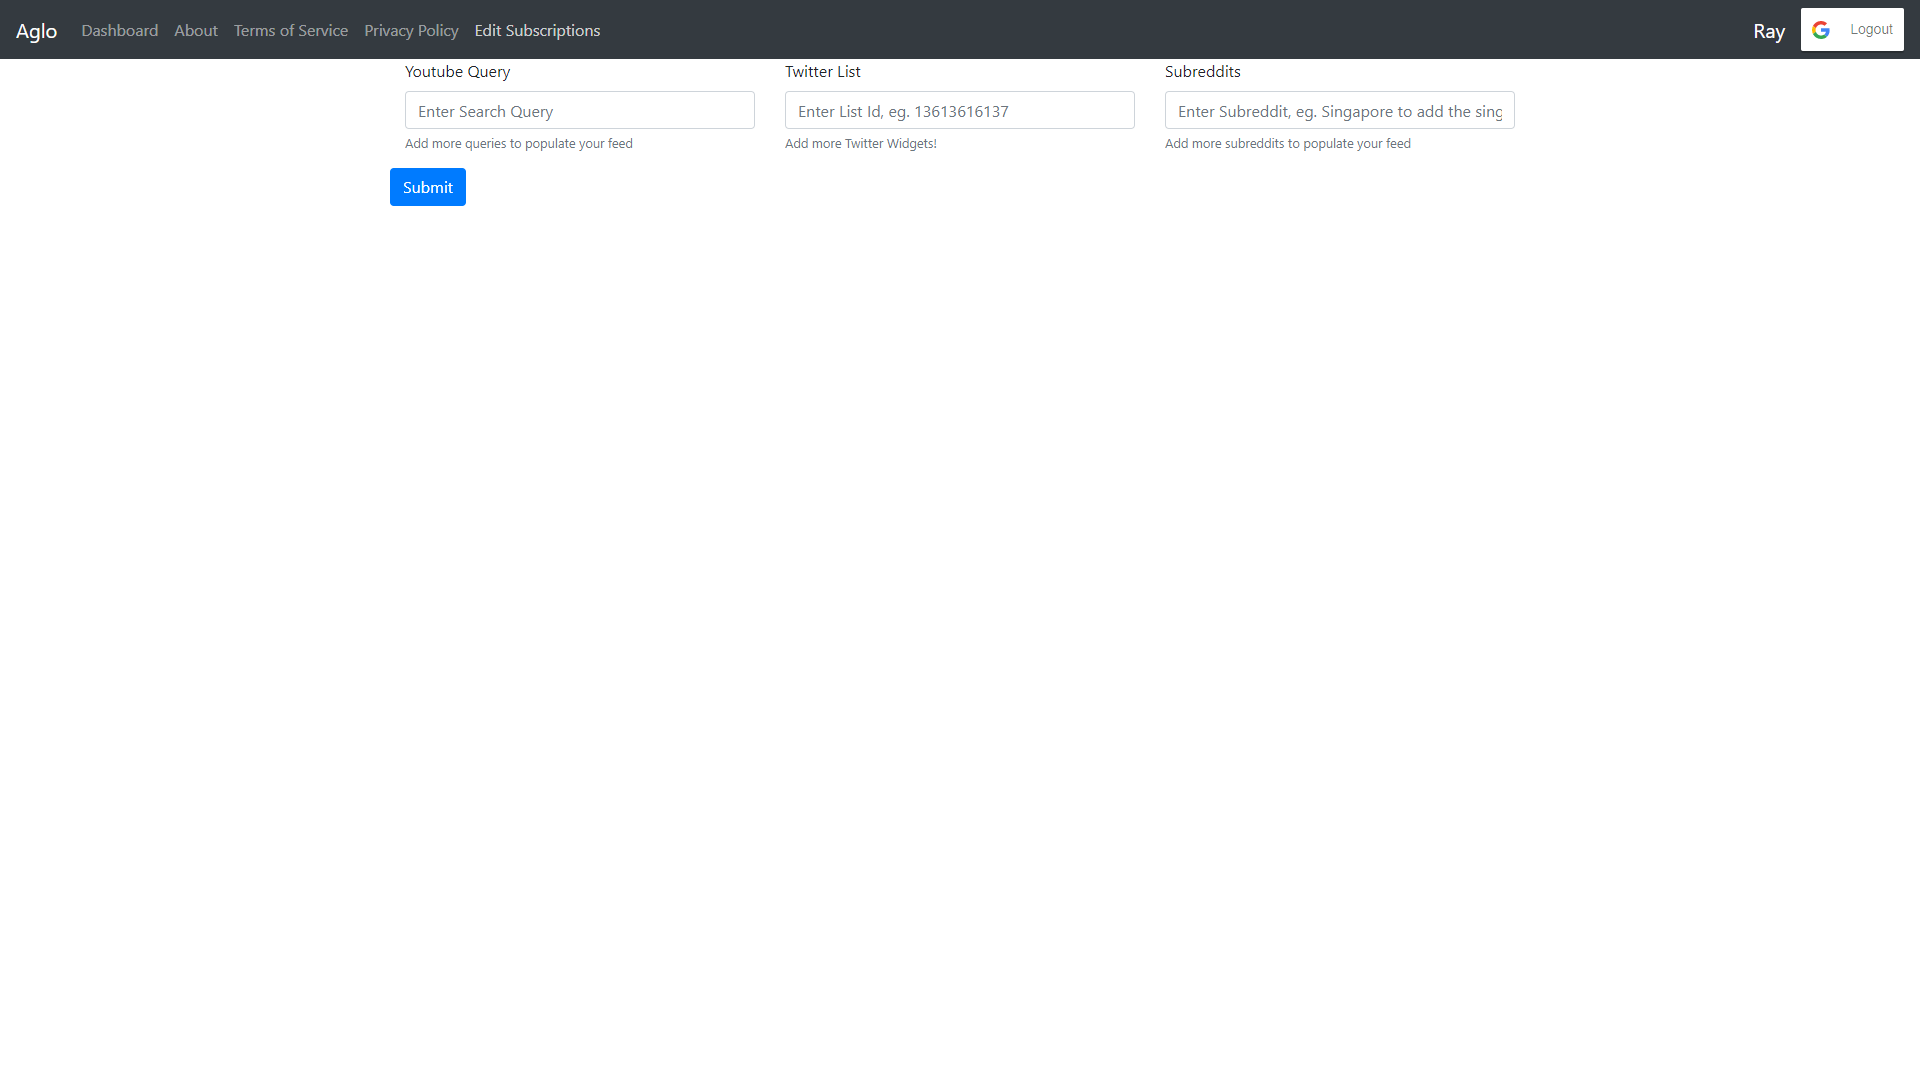 Aglo Dashboard About Terms of Service Privacy Policy Edit Subscriptions Ray Logout
Youtube Query Twitter List Subreddits
Enter Search Query Enter List Id, eg. 13613616137 Enter Subreddit, eg. Singapore to add the sing
Add more queries to populate your feed Add more Twitter Widgets! Add more subreddits to populate your feed
Submit